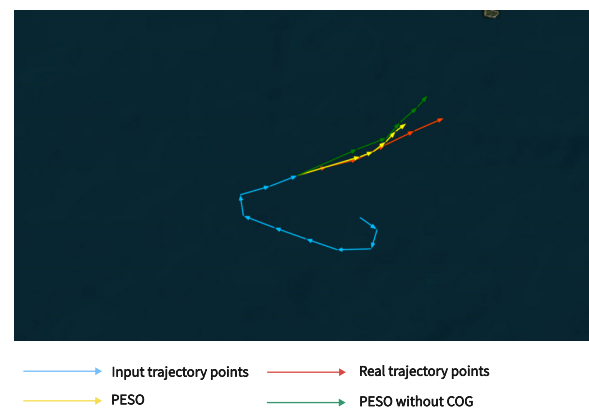 Input trajectory points
Real trajectory points
PESO
PESO without COG